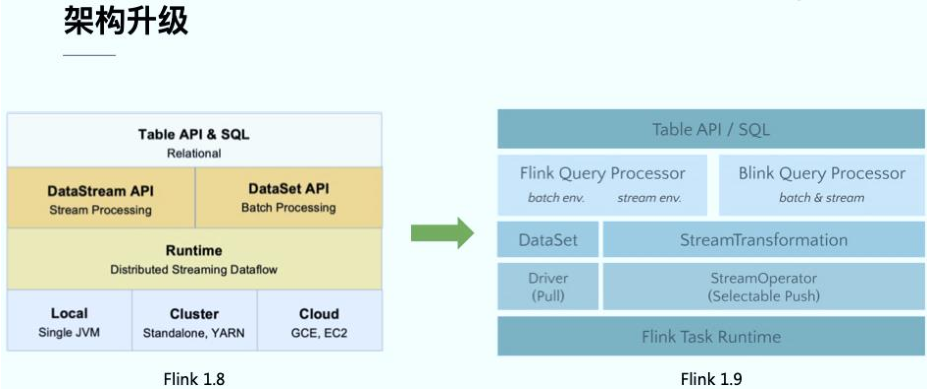 架构升级
Table API & SQL
Relational
DataStream API
Stream Processing
DataSet API
Batch Processing
Runtime
Distributed Streaming Dataflow
Local
Single JVM
Cluster
Standalone, YARN
Cloud
GCE, EC2
Flink 1.8
Table API / SQL
Flink Query Processor
batch env. stream env.
Blink Query Processor
batch & stream
DataSet
StreamTransformation
Driver
(Pull)
StreamOperator
(Selectable Push)
Flink Task Runtime
Flink 1.9